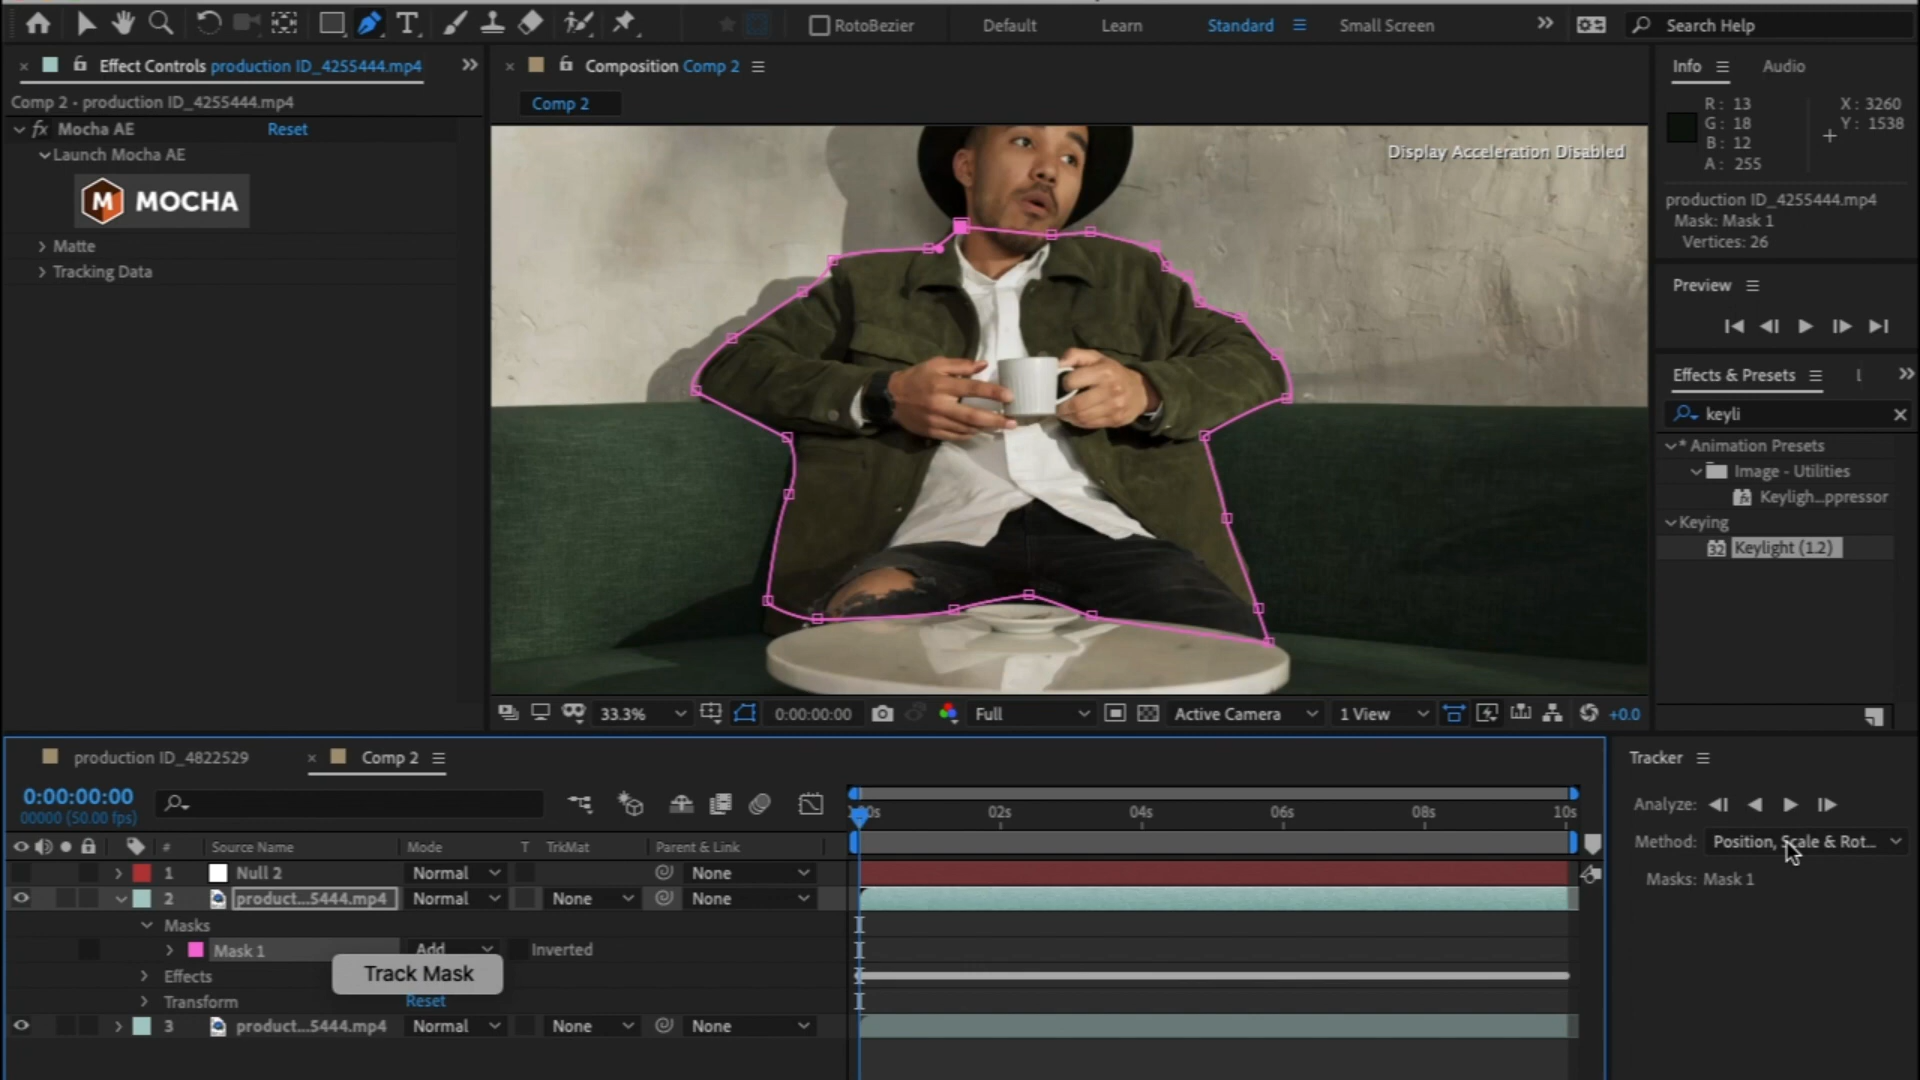 T
RotoBezier
Default
Learn
Standard
Small Screen
Search Help
Effect Controls production ID_4255444.mp4
Comp 2 - production ID_4255444.mp4
fx Mocha AE Reset
Launch Mocha AE
M MOCHA
Matte
Tracking Data
Composition Comp 2
Comp 2
Display Acceleration Disabled
33.3%
0:00:00:00
Full
Active Camera
1 View
+0.0
Info
Audio
R: 13
G: 18
B: 12
A: 255
X: 3260
Y: 1538
production ID_4255444.mp4
Mask: Mask 1
Vertices: 26
Preview
Effects & Presets
keyli
* Animation Presets
Image - Utilities
Keyligh...ppressor
Keying
32 Keylight (1.2)
production ID_4822529
Comp 2
0:00:00:00
00000 (50.00 fps)
02s 04s 06s 08s 10s
# Source Name Mode T TrkMat Parent & Link
1 Null 2 Normal None
2 product...5444.mp4 Normal None None
Masks
Mask 1 Add Inverted
Track Mask
Effects
Transform Reset
3 product...5444.mp4 Normal None None
Tracker
Analyze:
Method: Position, Scale & Rot...
Masks: Mask 1